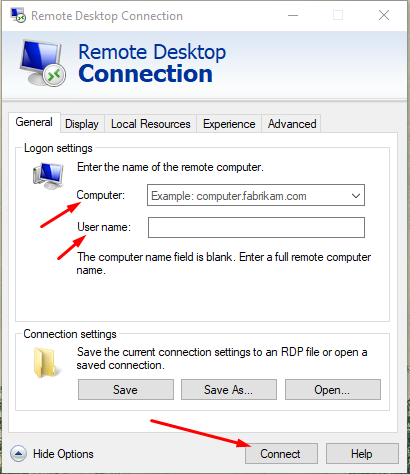 Remote Desktop Connection
Remote Desktop
Connection
General
Display
Local Resources
Experience
Advanced
Logon settings
Enter the name of the remote computer.
Computer:
Example: computer.fabrikam.com
User name:
The computer name field is blank. Enter a full remote computer
name.
Connection settings
Save the current connection settings to an RDP file or open a
saved connection.
Save
Save As...
Open...
Hide Options
Connect
Help